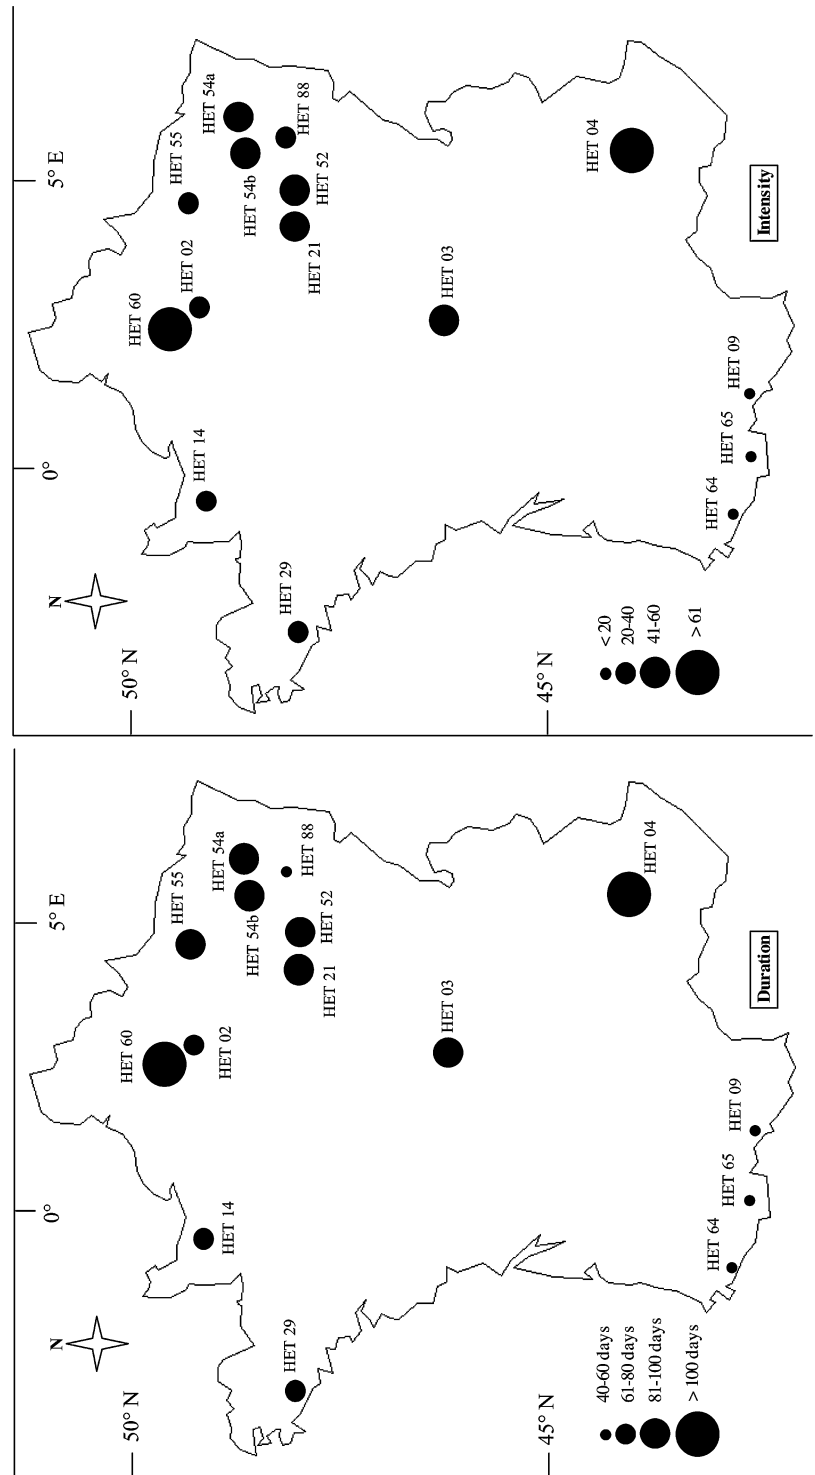 N
5° E
0°
50° N
45° N
HET 60
HET 02
HET 55
HET 54a
HET 54b
HET 88
HET 52
HET 21
HET 14
HET 29
HET 03
HET 04
HET 09
HET 65
HET 64
< 20
20-40
41-60
> 61
Intensity
N
5° E
0°
50° N
45° N
HET 60
HET 02
HET 55
HET 54a
HET 54b
HET 88
HET 52
HET 21
HET 14
HET 29
HET 03
HET 04
HET 09
HET 65
HET 64
40-60 days
61-80 days
81-100 days
> 100 days
Duration